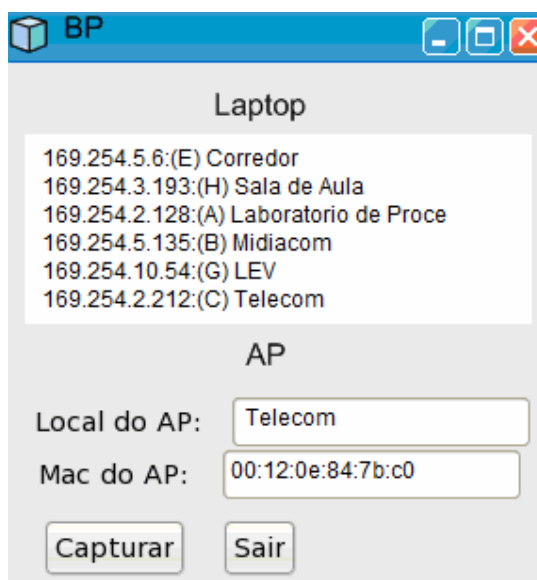 BP
Laptop
169.254.5.6:(E) Corredor
169.254.3.193:(H) Sala de Aula
169.254.2.128:(A) Laboratorio de Proce
169.254.5.135:(B) Midiacom
169.254.10.54:(G) LEV
169.254.2.212:(C) Telecom
AP
Local do AP: Telecom
Mac do AP: 00:12:0e:84:7b:c0
Capturar Sair